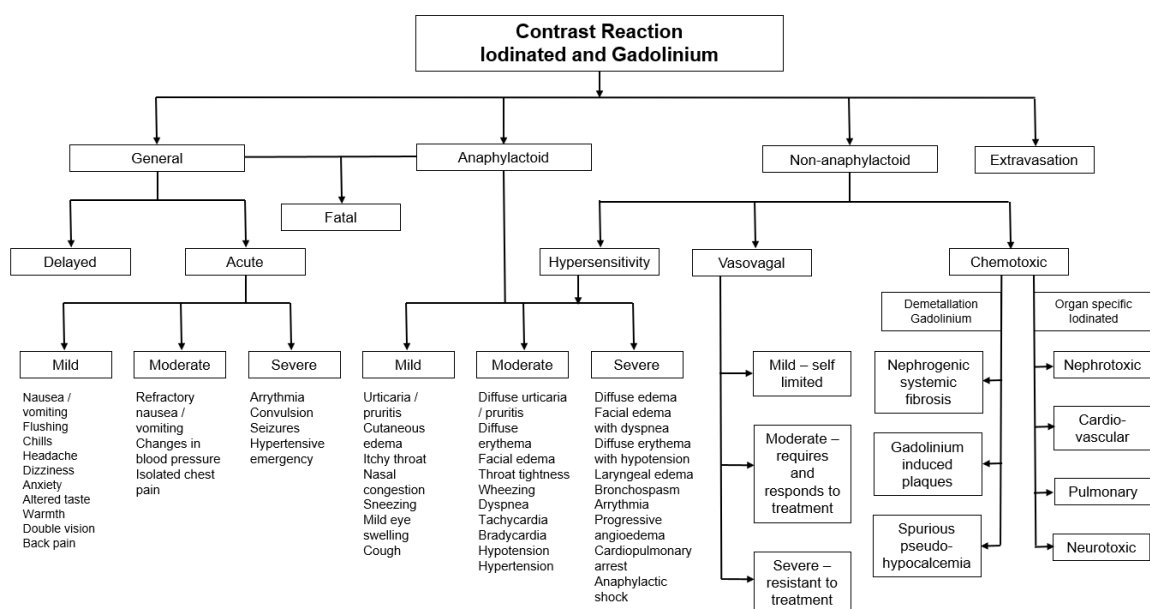 Contrast Reaction
Iodinated and Gadolinium
General
Anaphylactoid
Non-anaphylactoid
Extravasation
Fatal
Delayed
Acute
Hypersensitivity
Vasovagal
Chemotoxic
Demetallation
Gadolinium
Organ specific
Iodinated
Mild
Nausea /
vomiting
Flushing
Chills
Headache
Dizziness
Anxiety
Altered taste
Warmth
Double vision
Back pain
Moderate
Refractory
nausea /
vomiting
Changes in
blood pressure
Isolated chest
pain
Severe
Arrythmia
Convulsion
Seizures
Hypertensive
emergency
Mild
Urticaria /
pruritis
Cutaneous
edema
Itchy throat
Nasal
congestion
Sneezing
Mild eye
swelling
Cough
Moderate
Diffuse urticaria
/ pruritis
Diffuse
erythema
Facial edema
Throat tightness
Wheezing
Dyspnea
Tachycardia
Bradycardia
Hypotension
Hypertension
Severe
Diffuse edema
Facial edema
with dyspnea
Diffuse erythema
with hypotension
Laryngeal edema
Bronchospasm
Arrythmia
Progressive
angioedema
Cardiopulmonary
arrest
Anaphylactic
shock
Mild – self
limited
Moderate –
requires
and
responds to
treatment
Severe –
resistant to
treatment
Nephrogenic
systemic
fibrosis
Gadolinium
induced
plaques
Spurious
pseudo-
hypocalcemia
Nephrotoxic
Cardio-
vascular
Pulmonary
Neurotoxic